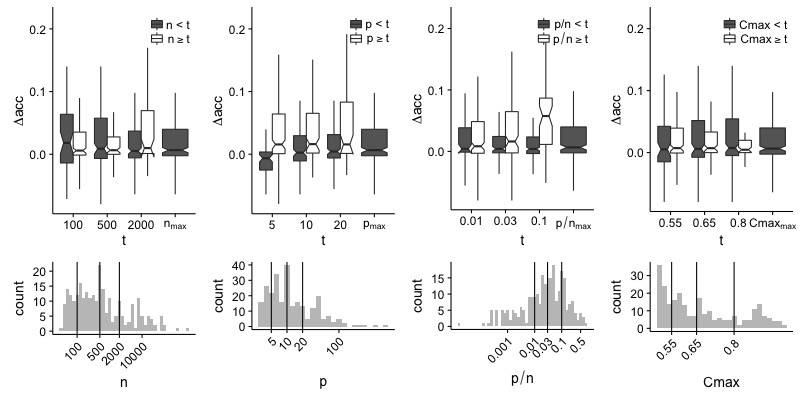 0.2
0.1
0.0
Δacc
n < t
n ≥ t
100 500 2000 nmax
t
0.2
0.1
0.0
Δacc
p < t
p ≥ t
5 10 20 pmax
t
0.2
0.1
0.0
Δacc
p/n < t
p/n ≥ t
0.01 0.03 0.1 p/nmax
t
0.2
0.1
0.0
Δacc
Cmax < t
Cmax ≥ t
0.55 0.65 0.8 Cmaxmax
t
20
15
10
5
0
count
100 500 2000 10000
n
40
30
20
10
0
count
5 10 20 100
p
15
10
5
0
count
0.001 0.01 0.03 0.1 0.5
p/n
30
20
10
0
count
0.55 0.65 0.8
Cmax